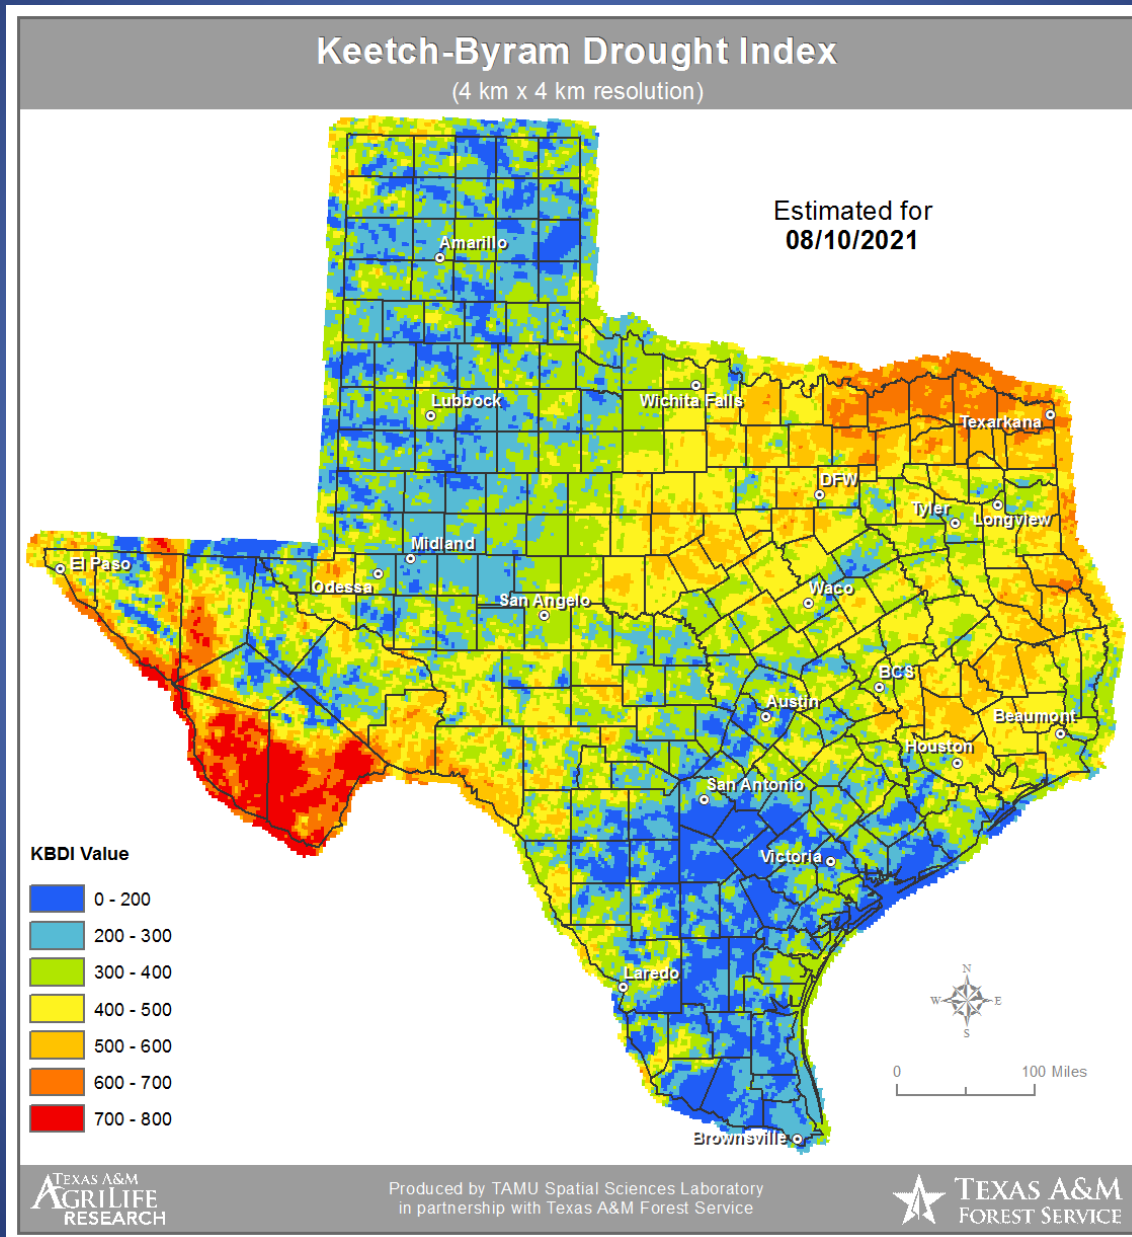 Keetch-Byram Drought Index
(4 km x 4 km resolution)
Estimated for
08/10/2021
Amarillo
Lubbock
Wichita Falls
Texarkana
DFW
Tyler
Longview
Midland
El Paso
Odessa
San Angelo
Waco
BCS
Austin
Beaumont
Houston
San Antonio
Victoria
Laredo
Brownsville
KBDI Value
0 - 200
200 - 300
300 - 400
400 - 500
500 - 600
600 - 700
700 - 800
N
W E
S
0 100 Miles
TEXAS A&M
AGRILIFE
RESEARCH
Produced by TAMU Spatial Sciences Laboratory
in partnership with Texas A&M Forest Service
TEXAS A&M
FOREST SERVICE